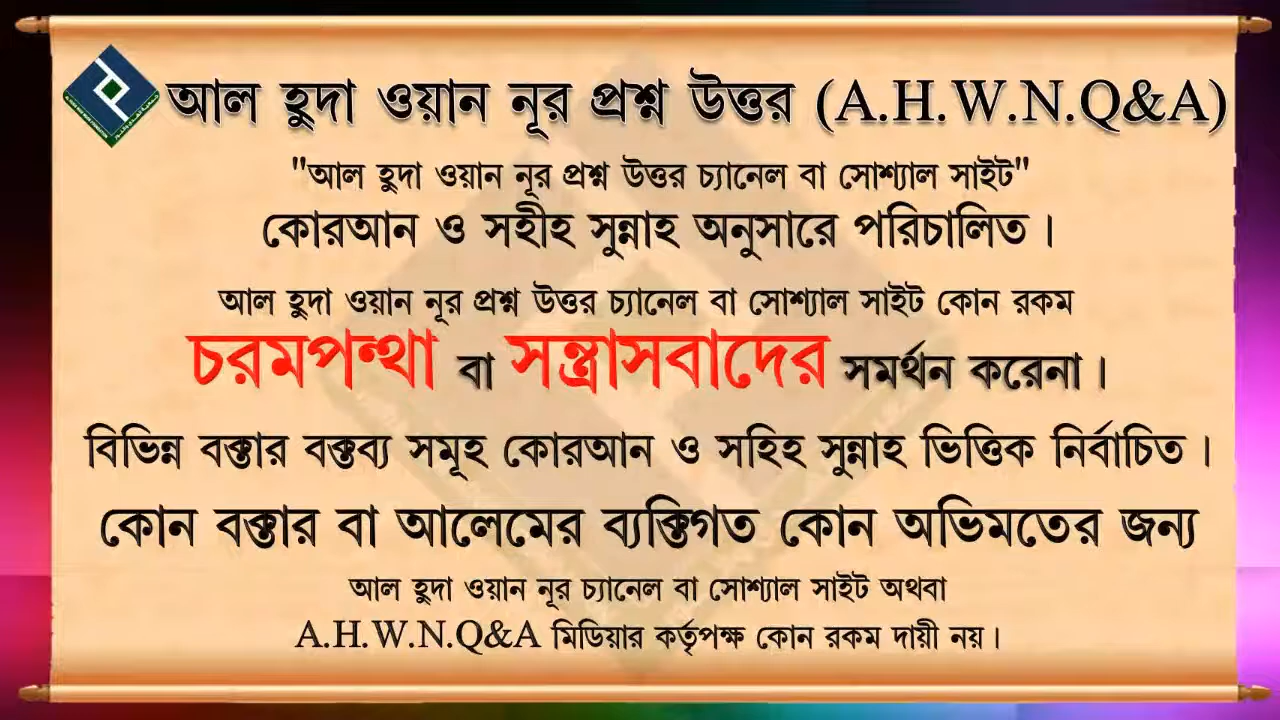 আল হুদা ওয়ান নূর প্রশ্ন উত্তর (A.H.W.N.Q&A)
"আল হুদা ওয়ান নূর প্রশ্ন উত্তর চ্যানেল বা সোশ্যাল সাইট"
কোরআন ও সহীহ সুন্নাহ অনুসারে পরিচালিত।
আল হুদা ওয়ান নূর প্রশ্ন উত্তর চ্যানেল বা সোশ্যাল সাইট কোন রকম
চরমপন্থা বা সন্ত্রাসবাদের সমর্থন করেনা।
বিভিন্ন বক্তার বক্তব্য সমূহ কোরআন ও সহিহ সুন্নাহ ভিত্তিক নির্বাচিত।
কোন বক্তার বা আলেমের ব্যক্তিগত কোন অভিমতের জন্য
আল হুদা ওয়ান নূর চ্যানেল বা সোশ্যাল সাইট অথবা
A.H.W.N.Q&A মিডিয়ার কর্তৃপক্ষ কোন রকম দায়ী নয়।